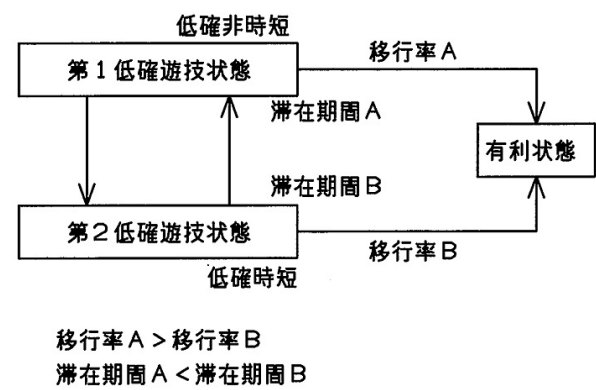 低確非時短
第1低確遊技状態
移行率A
滞在期間A
有利状態
滞在期間B
第2低確遊技状態
移行率B
低確時短
移行率A＞移行率B
滞在期間A＜滞在期間B